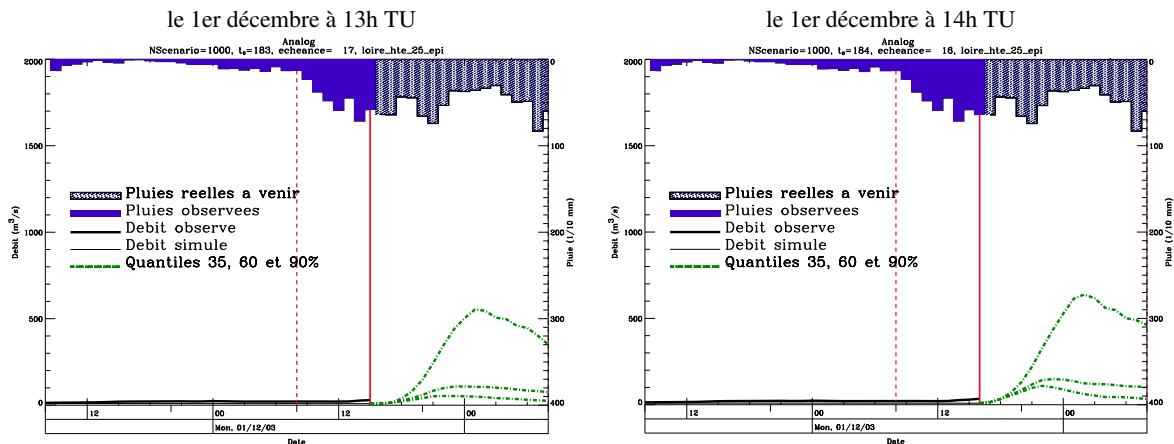 le 1er décembre à 13h TU
Analog
NScenario=1000, t₀=183, echeance= 17, loire_hte_25_epi
2000
1500
1000
500
0
Debit (m³/s)
0
100
200
300
400
Pluie (1/10 mm)
Pluies reelles a venir
Pluies observees
Debit observe
Debit simule
Quantiles 35, 60 et 90%
12
00
12
00
Mon, 01/12/03
Date
le 1er décembre à 14h TU
Analog
NScenario=1000, t₀=184, echeance= 16, loire_hte_25_epi
2000
1500
1000
500
0
Debit (m³/s)
0
100
200
300
400
Pluie (1/10 mm)
Pluies reelles a venir
Pluies observees
Debit observe
Debit simule
Quantiles 35, 60 et 90%
12
00
12
00
Mon, 01/12/03
Date